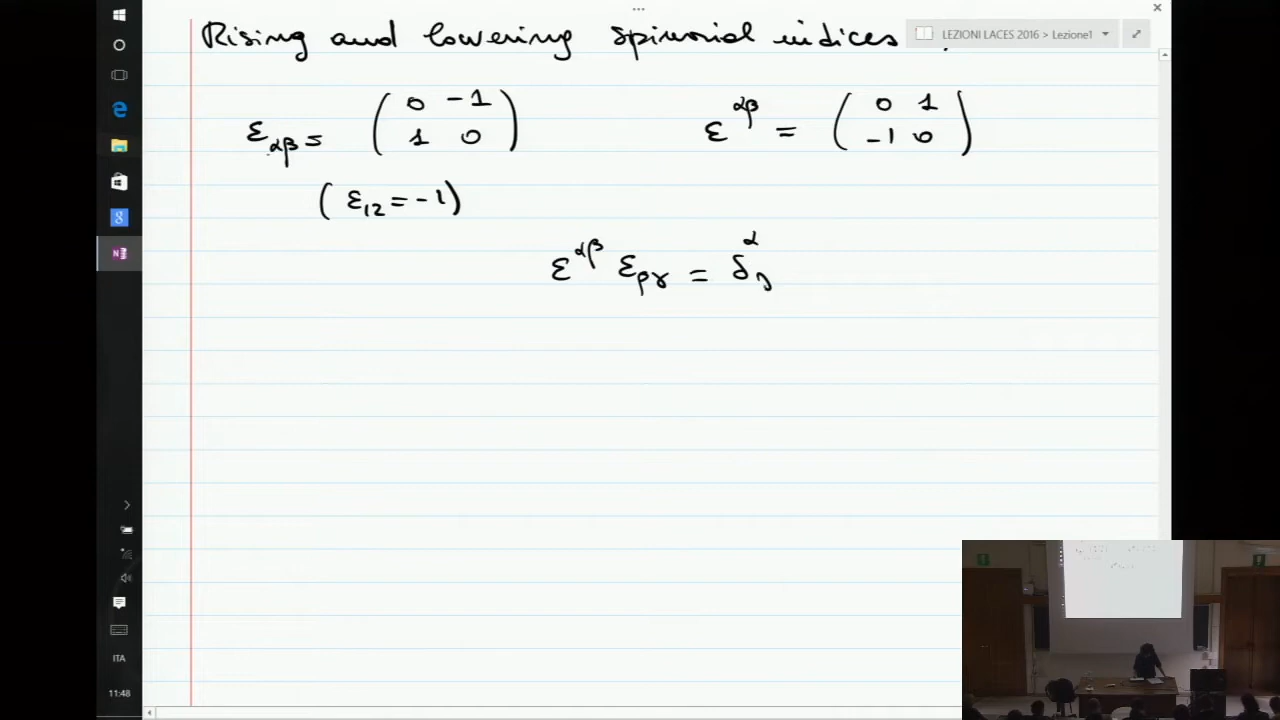 Rising and lowering spinorial indices
LEZIONI LACES 2016 > Lezione1
ε_{αβ} = ( 0 -1 ; 1 0 )    ε^{αβ} = ( 0 1 ; -1 0 )
( ε_{12} = -1 )
ε^{αβ} ε_{βγ} = δ^{α}_{γ}
ITA
11:48